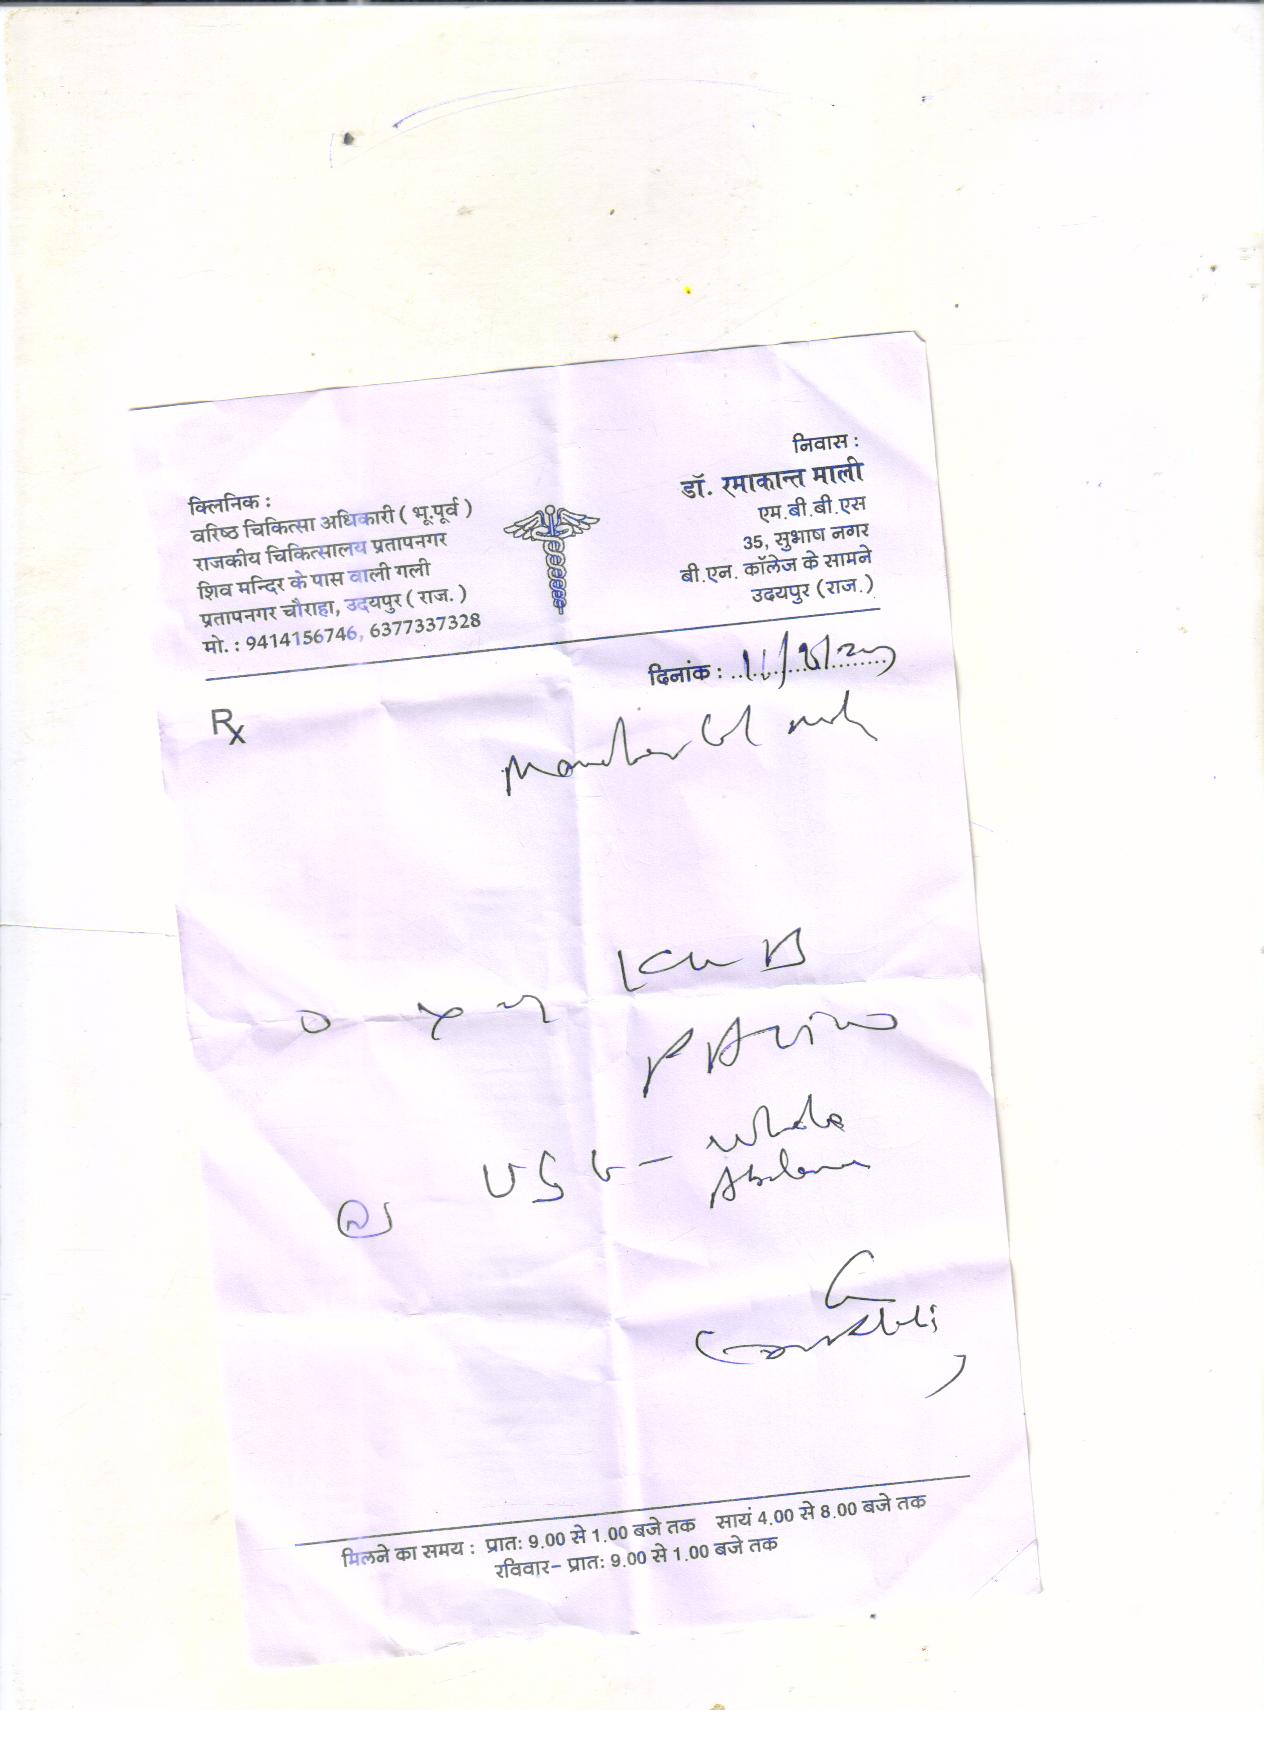 क्लिनिक :
वरिष्ठ चिकित्सा अधिकारी ( भू.पूर्व )
राजकीय चिकित्सालय प्रतापनगर
शिव मन्दिर के पास वाली गली
प्रतापनगर चौराहा, उदयपुर ( राज. )
मो. : 9414156746, 6377337328
निवास :
डॉ. रमाकान्त माली
एम.बी.बी.एस
35, सुभाष नगर
बी.एन. कॉलेज के सामने
उदयपुर (राज.)
दिनांक :
Rx
KUB
USG - Whole
Abdomen
मिलने का समय : प्रातः 9.00 से 1.00 बजे तक सायं 4.00 से 8.00 बजे तक
रविवार- प्रातः 9.00 से 1.00 बजे तक